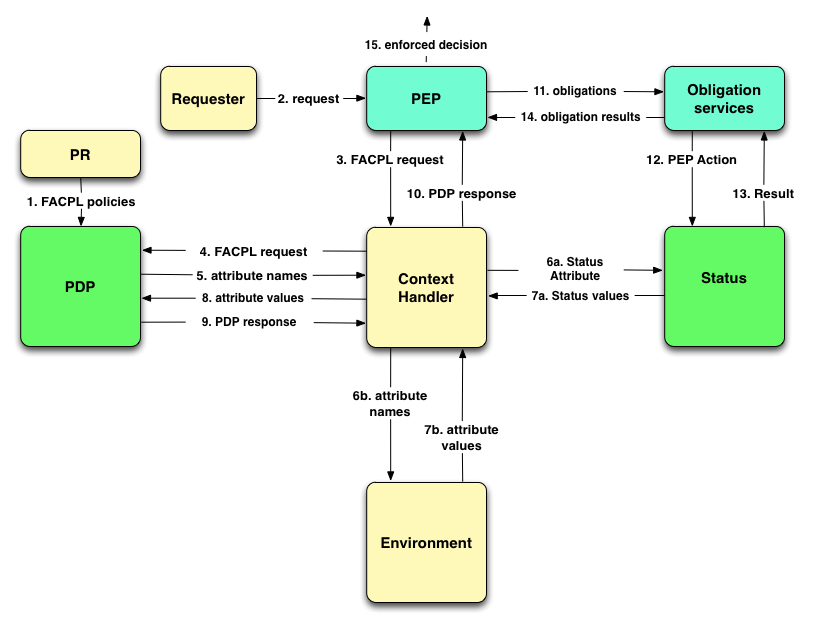 15. enforced decision
Requester
2. request
PEP
11. obligations
14. obligation results
Obligation
services
PR
1. FACPL policies
3. FACPL request
10. PDP response
12. PEP Action
13. Result
PDP
4. FACPL request
5. attribute names
8. attribute values
9. PDP response
Context
Handler
6a. Status
Attribute
7a. Status values
Status
6b. attribute
names
7b. attribute
values
Environment